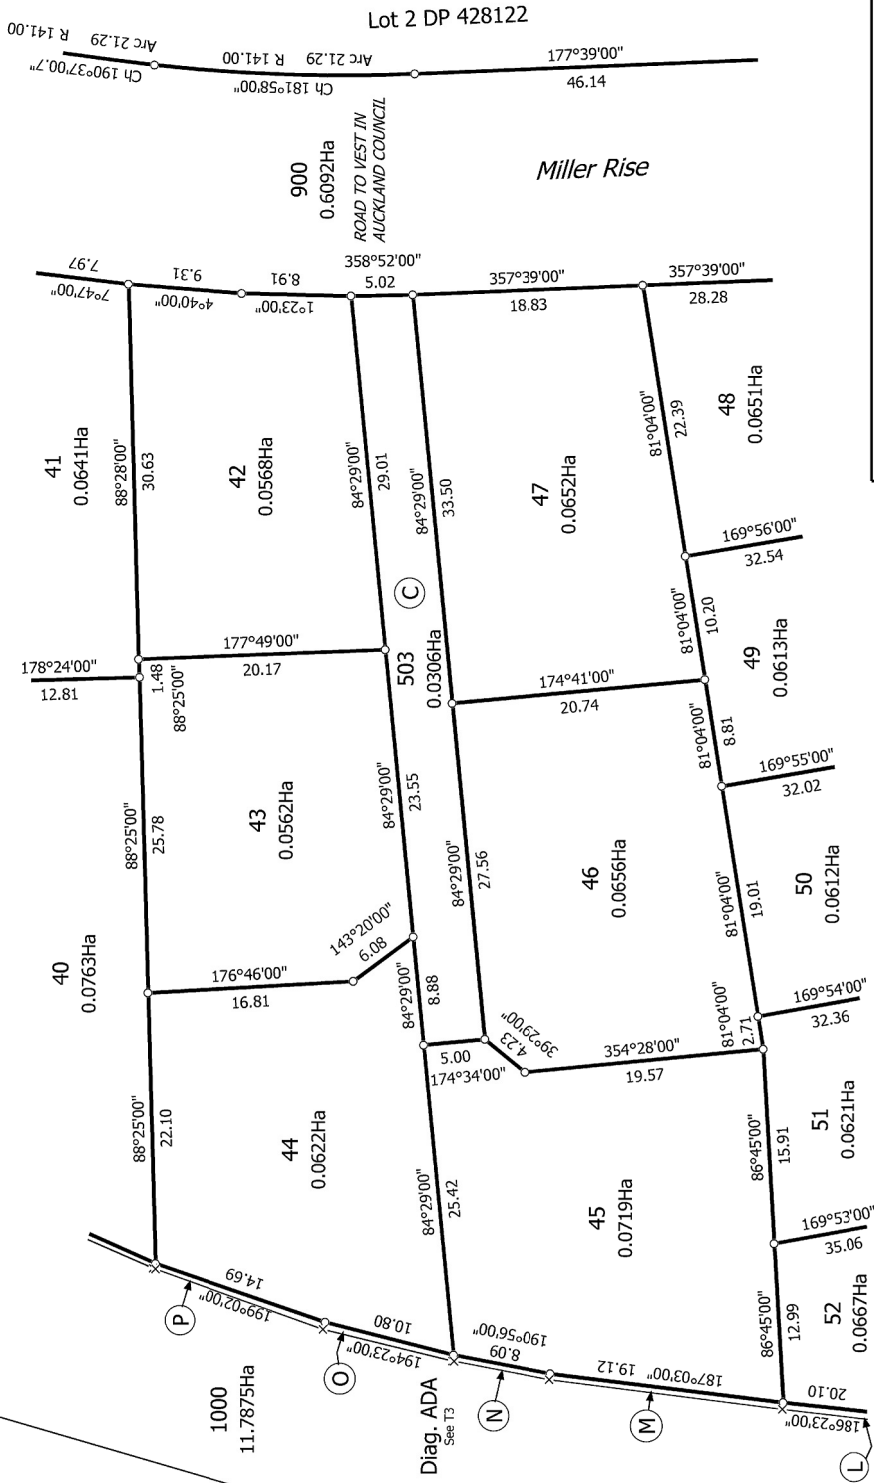 Lot 2 DP 428122
R 141.00
Arc 21.29
Ch 190°37'00.7"
R 141.00
Arc 21.29
Ch 181°58'00"
177°39'00"
46.14
900
0.6092Ha
ROAD TO VEST IN
AUCKLAND COUNCIL
Miller Rise
7.97
7°47'00"
9.31
4°40'00"
8.91
1°23'00"
358°52'00"
5.02
357°39'00"
18.83
357°39'00"
28.28
41
0.0641Ha
88°28'00"
30.63
42
0.0568Ha
84°29'00"
29.01
84°29'00"
33.50
47
0.0652Ha
81°04'00"
22.39
48
0.0651Ha
C
178°24'00"
12.81
1.48
88°25'00"
177°49'00"
20.17
503
0.0306Ha
174°41'00"
20.74
81°04'00"
10.20
169°56'00"
32.54
49
0.0613Ha
88°25'00"
25.78
43
0.0562Ha
84°29'00"
23.55
84°29'00"
27.56
46
0.0656Ha
81°04'00"
8.81
169°55'00"
32.02
40
0.0763Ha
143°20'00"
6.08
176°46'00"
16.81
84°29'00"
8.88
81°04'00"
19.01
50
0.0612Ha
5.00
174°34'00"
39°29'00"
4.23
354°28'00"
19.57
81°04'00"
2.71
169°54'00"
32.36
88°25'00"
22.10
44
0.0622Ha
84°29'00"
25.42
45
0.0719Ha
86°45'00"
15.91
51
0.0621Ha
169°53'00"
35.06
P
14.69
199°02'00"
O
10.80
194°23'00"
8.09
190°56'00"
N
19.12
187°03'00"
M
86°45'00"
12.99
52
0.0667Ha
20.10
186°23'00"
L
1000
11.7875Ha
Diag. ADA
See T3